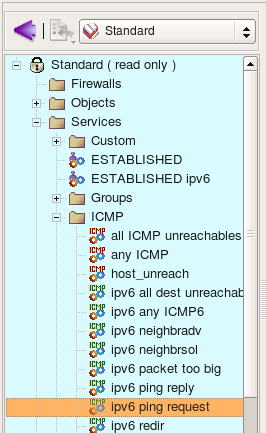 Standard
Standard ( read only )
Firewalls
Objects
Services
Custom
ESTABLISHED
ESTABLISHED ipv6
Groups
ICMP
ICMP all ICMP unreachables
ICMP any ICMP
ICMP host_unreach
ICMP ipv6 all dest unreachab
ICMP ipv6 any ICMP6
ICMP ipv6 neighbradv
ICMP ipv6 neighbrsol
ICMP ipv6 packet too big
ICMP ipv6 ping reply
ICMP ipv6 ping request
ICMP ipv6 redir